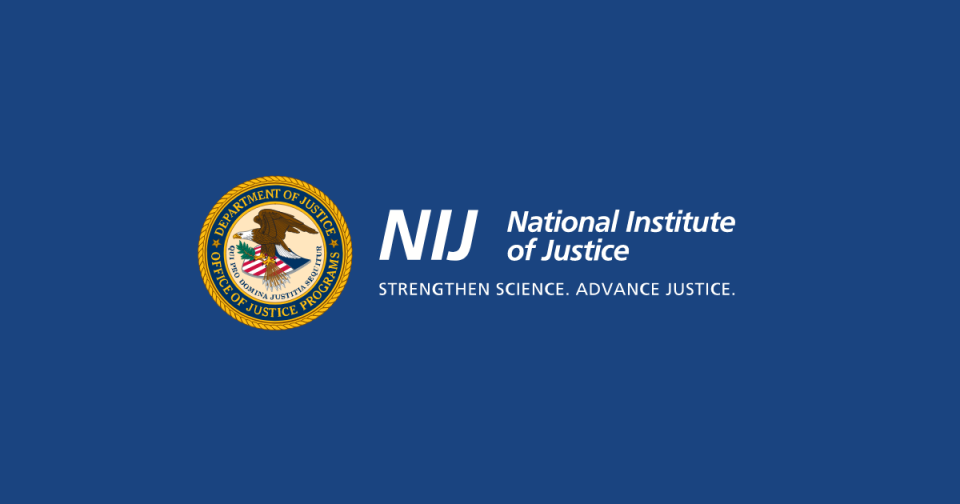 DEPARTMENT OF JUSTICE
QUI PRO DOMINA JUSTITIA SEQUITUR
OFFICE OF JUSTICE PROGRAMS
NIJ
National Institute
of Justice
STRENGTHEN SCIENCE. ADVANCE JUSTICE.